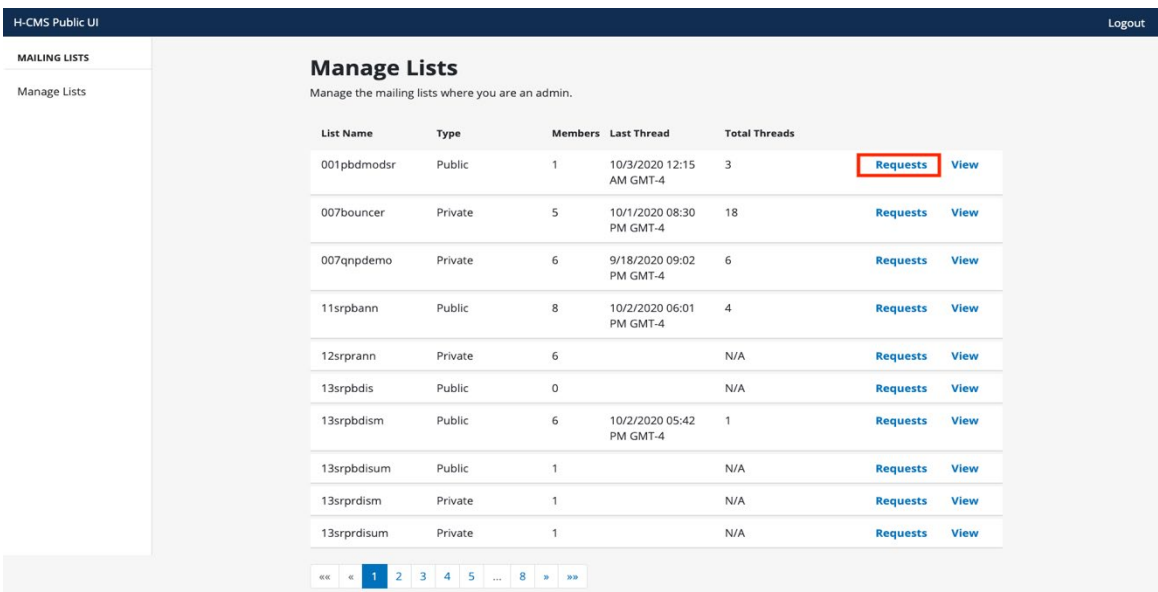 H-CMS Public UI Logout
MAILING LISTS
Manage Lists
Manage Lists
Manage the mailing lists where you are an admin.
List Name Type Members Last Thread Total Threads
001pbdmodsr Public 1 10/3/2020 12:15 3 Requests View
AM GMT-4
007bouncer Private 5 10/1/2020 08:30 18 Requests View
PM GMT-4
007qnpdemo Private 6 9/18/2020 09:02 6 Requests View
PM GMT-4
11srpbann Public 8 10/2/2020 06:01 4 Requests View
PM GMT-4
12srprann Private 6 N/A Requests View
13srpbdis Public 0 N/A Requests View
13srpbdism Public 6 10/2/2020 05:42 1 Requests View
PM GMT-4
13srpbdisum Public 1 N/A Requests View
13srprdism Private 1 N/A Requests View
13srprdisum Private 1 N/A Requests View
«« « 1 2 3 4 5 ... 8 » »»